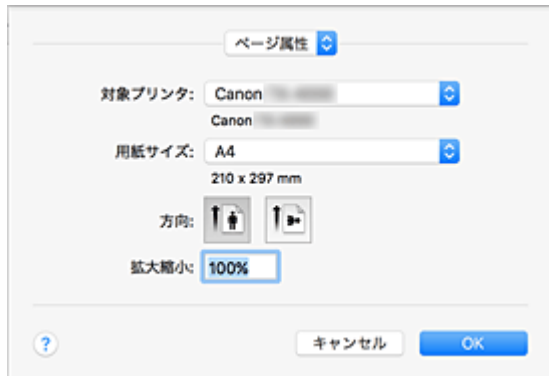 ページ属性
対象プリンタ: Canon
Canon
用紙サイズ: A4
210 x 297 mm
方向:
拡大縮小: 100%
? キャンセル OK